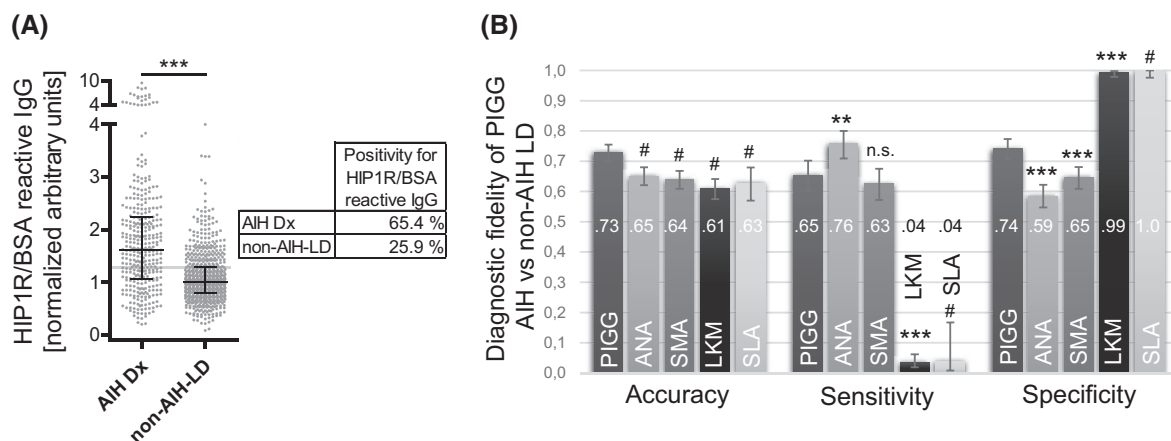 (A)
HIP1R/BSA reactive IgG
[normalized arbitrary units]
***
10
4
4
3
2
1
0
AIH Dx
non-AIH-LD
Positivity for
HIP1R/BSA
reactive IgG
AIH Dx 65.4 %
non-AIH-LD 25.9 %
(B)
Diagnostic fidelity of PIGG
AIH vs non-AIH LD
1,0
0,9
0,8
0,7
0,6
0,5
0,4
0,3
0,2
0,1
0,0
# # # #
.73 .65 .64 .61 .63
PIGG ANA SMA LKM SLA
Accuracy
** n.s. *** #
.65 .76 .63 .04 .04
PIGG ANA SMA LKM SLA
Sensitivity
*** *** *** #
.74 .59 .65 .99 1.0
PIGG ANA SMA LKM SLA
Specificity